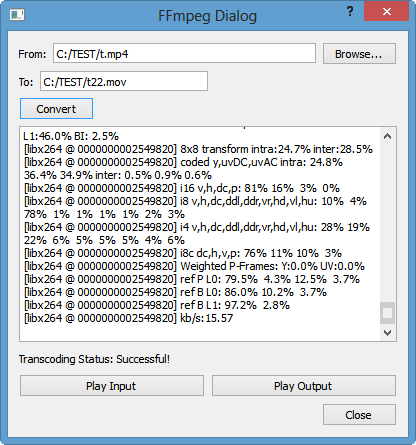 FFmpeg Dialog
?
From: C:/TEST/t.mp4 Browse...
To: C:/TEST/t22.mov
Convert
L1:46.0% BI: 2.5%
[libx264 @ 0000000002549820] 8x8 transform intra:24.7% inter:28.5%
[libx264 @ 0000000002549820] coded y,uvDC,uvAC intra: 24.8%
36.4% 34.9% inter: 0.5% 0.9% 0.6%
[libx264 @ 0000000002549820] i16 v,h,dc,p: 81% 16% 3% 0%
[libx264 @ 0000000002549820] i8 v,h,dc,ddl,ddr,vr,hd,vl,hu: 10% 4%
78% 1% 1% 1% 1% 2% 3%
[libx264 @ 0000000002549820] i4 v,h,dc,ddl,ddr,vr,hd,vl,hu: 28% 19%
22% 6% 5% 5% 5% 4% 6%
[libx264 @ 0000000002549820] i8c dc,h,v,p: 76% 11% 10% 3%
[libx264 @ 0000000002549820] Weighted P-Frames: Y:0.0% UV:0.0%
[libx264 @ 0000000002549820] ref P L0: 79.5% 4.3% 12.5% 3.7%
[libx264 @ 0000000002549820] ref B L0: 86.0% 10.2% 3.7%
[libx264 @ 0000000002549820] ref B L1: 97.2% 2.8%
[libx264 @ 0000000002549820] kb/s:15.57
Transcoding Status: Successful!
Play Input Play Output
Close